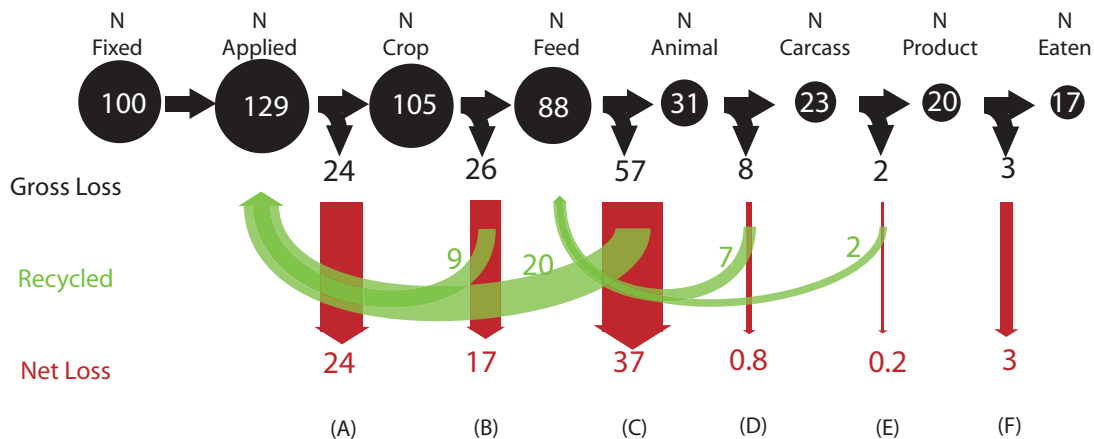 N N N N N N N N
Fixed Applied Crop Feed Animal Carcass Product Eaten
100 129 105 88 31 23 20 17
24 26 57 8 2 3
Gross Loss
9 20 7 2
Recycled
24 17 37 0.8 0.2 3
Net Loss
(A) (B) (C) (D) (E) (F)